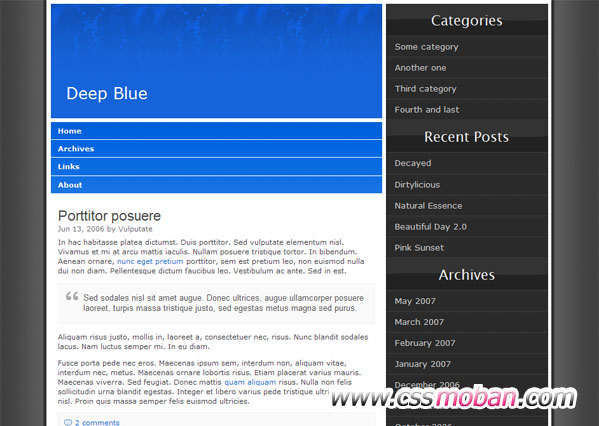 Deep Blue
Home
Archives
Links
About
Porttitor posuere
Jun 13, 2006 by Vulputate
In hac habitasse platea dictumst. Duis porttitor. Sed vulputate elementum nisl.
Vivamus et mi at arcu mattis iaculis. Nullam posuere tristique tortor. In bibendum.
Aenean ornare, nunc eget pretium porttitor, sem est pretium leo, non euismod nulla
dui non diam. Pellentesque dictum faucibus leo. Vestibulum ac ante. Sed in est.
Sed sodales nisl sit amet augue. Donec ultrices, augue ullamcorper posuere
laoreet, turpis massa tristique justo, sed egestas metus magna sed purus.
Aliquam risus justo, mollis in, laoreet a, consectetuer nec, risus. Nunc blandit sodales
lacus. Nam luctus semper mi. In eu diam.
Fusce porta pede nec eros. Maecenas ipsum sem, interdum non, aliquam vitae,
interdum nec, metus. Maecenas ornare lobortis risus. Etiam placerat varius mauris.
Maecenas viverra. Sed feugiat. Donec mattis quam aliquam risus. Nulla non felis
sollicitudin urna blandit egestas. Integer et libero varius pede tristique
nisl. Proin quis massa semper felis euismod ultricies.
2 comments
Categories
Some category
Another one
Third category
Fourth and last
Recent Posts
Decayed
Dirtylicious
Natural Essence
Beautiful Day 2.0
Pink Sunset
Archives
May 2007
March 2007
February 2007
January 2007
December 2006
www.cssmoban.com
October 2006